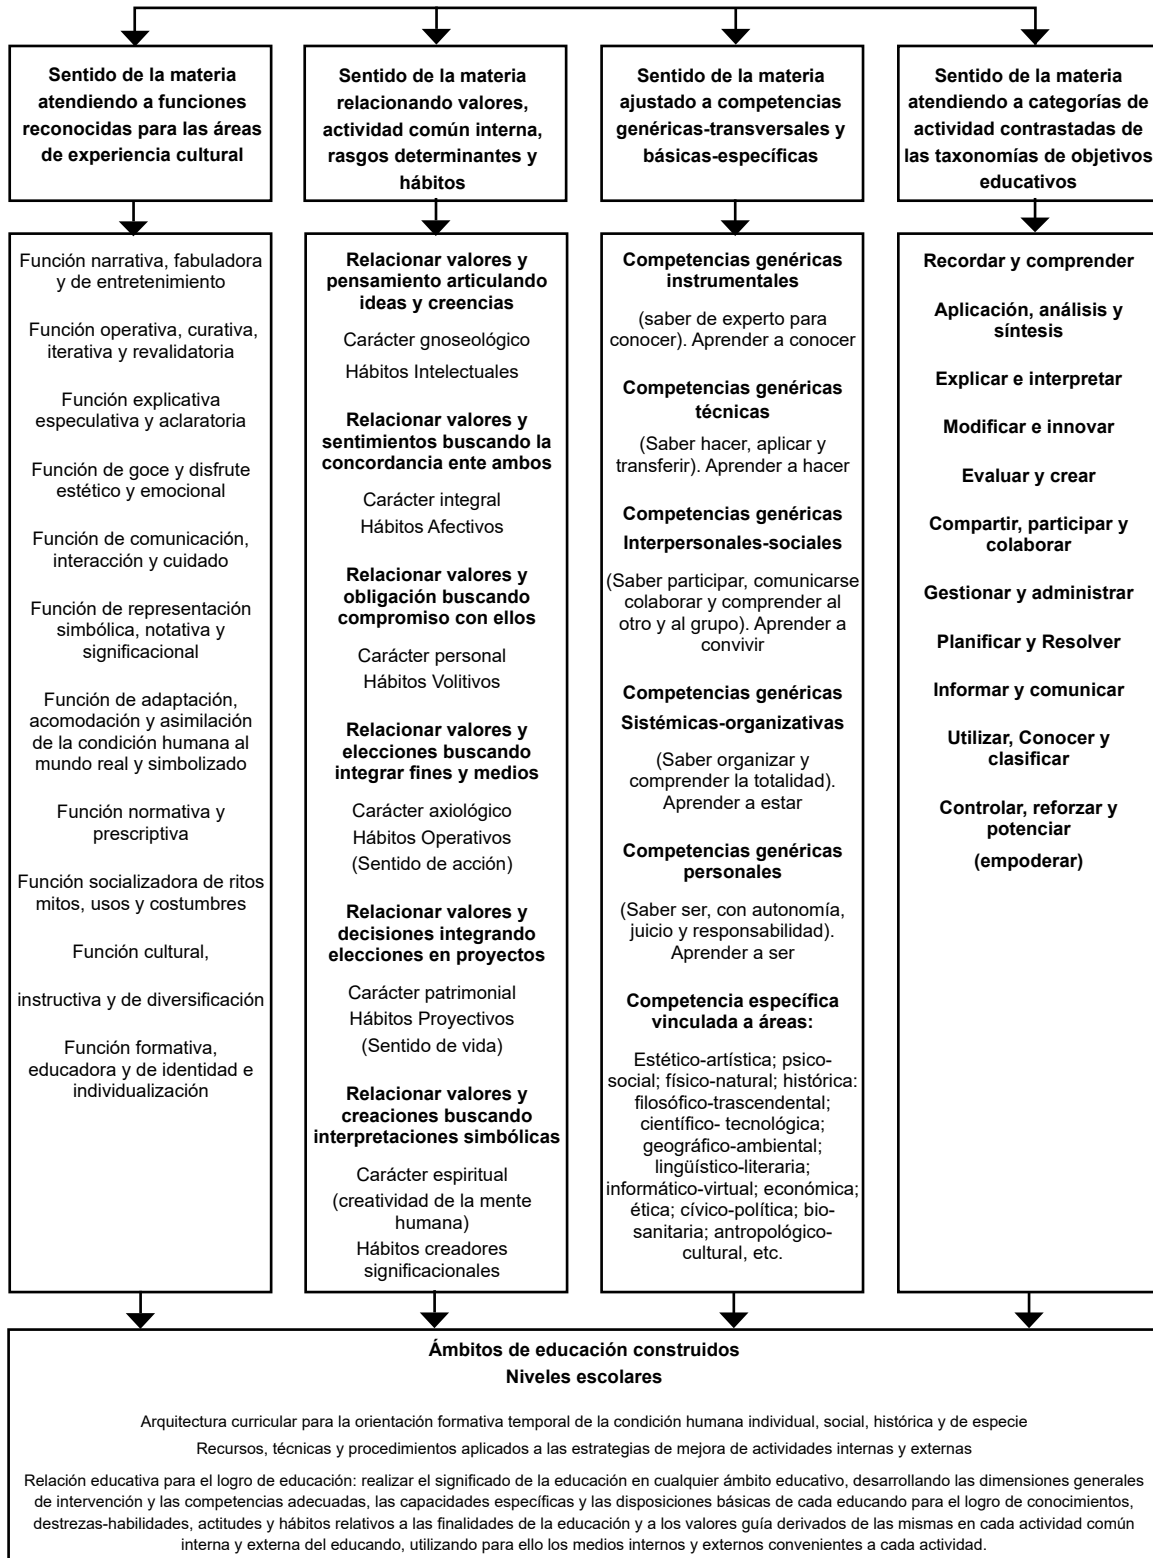 Sentido de la materia
atendiendo a funciones
reconocidas para las áreas
de experiencia cultural
Sentido de la materia
relacionando valores,
actividad común interna,
rasgos determinantes y
hábitos
Sentido de la materia
ajustado a competencias
genéricas-transversales y
básicas-específicas
Sentido de la materia
atendiendo a categorías de
actividad contrastadas de
las taxonomías de objetivos
educativos
Función narrativa, fabuladora
y de entretenimiento
Función operativa, curativa,
iterativa y revalidatoria
Función explicativa
especulativa y aclaratoria
Función de goce y disfrute
estético y emocional
Función de comunicación,
interacción y cuidado
Función de representación
simbólica, notativa y
significacional
Función de adaptación,
acomodación y asimilación
de la condición humana al
mundo real y simbolizado
Función normativa y
prescriptiva
Función socializadora de ritos
mitos, usos y costumbres
Función cultural,
instructiva y de diversificación
Función formativa,
educadora y de identidad e
individualización
Relacionar valores y
pensamiento articulando
ideas y creencias
Carácter gnoseológico
Hábitos Intelectuales
Relacionar valores y
sentimientos buscando la
concordancia ente ambos
Carácter integral
Hábitos Afectivos
Relacionar valores y
obligación buscando
compromiso con ellos
Carácter personal
Hábitos Volitivos
Relacionar valores y
elecciones buscando
integrar fines y medios
Carácter axiológico
Hábitos Operativos
(Sentido de acción)
Relacionar valores y
decisiones integrando
elecciones en proyectos
Carácter patrimonial
Hábitos Proyectivos
(Sentido de vida)
Relacionar valores y
creaciones buscando
interpretaciones simbólicas
Carácter espiritual
(creatividad de la mente
humana)
Hábitos creadores
significacionales
Competencias genéricas
instrumentales
(saber de experto para
conocer). Aprender a conocer
Competencias genéricas
técnicas
(Saber hacer, aplicar y
transferir). Aprender a hacer
Competencias genéricas
Interpersonales-sociales
(Saber participar, comunicarse
colaborar y comprender al
otro y al grupo). Aprender a
convivir
Competencias genéricas
Sistémicas-organizativas
(Saber organizar y
comprender la totalidad).
Aprender a estar
Competencias genéricas
personales
(Saber ser, con autonomía,
juicio y responsabilidad).
Aprender a ser
Competencia específica
vinculada a áreas:
Estético-artística; psico-
social; físico-natural; histórica:
filosófico-trascendental;
científico- tecnológica;
geográfico-ambiental;
lingüístico-literaria;
informático-virtual; económica;
ética; cívico-política; bio-
sanitaria; antropológico-
cultural, etc.
Recordar y comprender
Aplicación, análisis y
síntesis
Explicar e interpretar
Modificar e innovar
Evaluar y crear
Compartir, participar y
colaborar
Gestionar y administrar
Planificar y Resolver
Informar y comunicar
Utilizar, Conocer y
clasificar
Controlar, reforzar y
potenciar
(empoderar)
Ámbitos de educación construidos
Niveles escolares
Arquitectura curricular para la orientación formativa temporal de la condición humana individual, social, histórica y de especie
Recursos, técnicas y procedimientos aplicados a las estrategias de mejora de actividades internas y externas
Relación educativa para el logro de educación: realizar el significado de la educación en cualquier ámbito educativo, desarrollando las dimensiones generales
de intervención y las competencias adecuadas, las capacidades específicas y las disposiciones básicas de cada educando para el logro de conocimientos,
destrezas-habilidades, actitudes y hábitos relativos a las finalidades de la educación y a los valores guía derivados de las mismas en cada actividad común
interna y externa del educando, utilizando para ello los medios internos y externos convenientes a cada actividad.